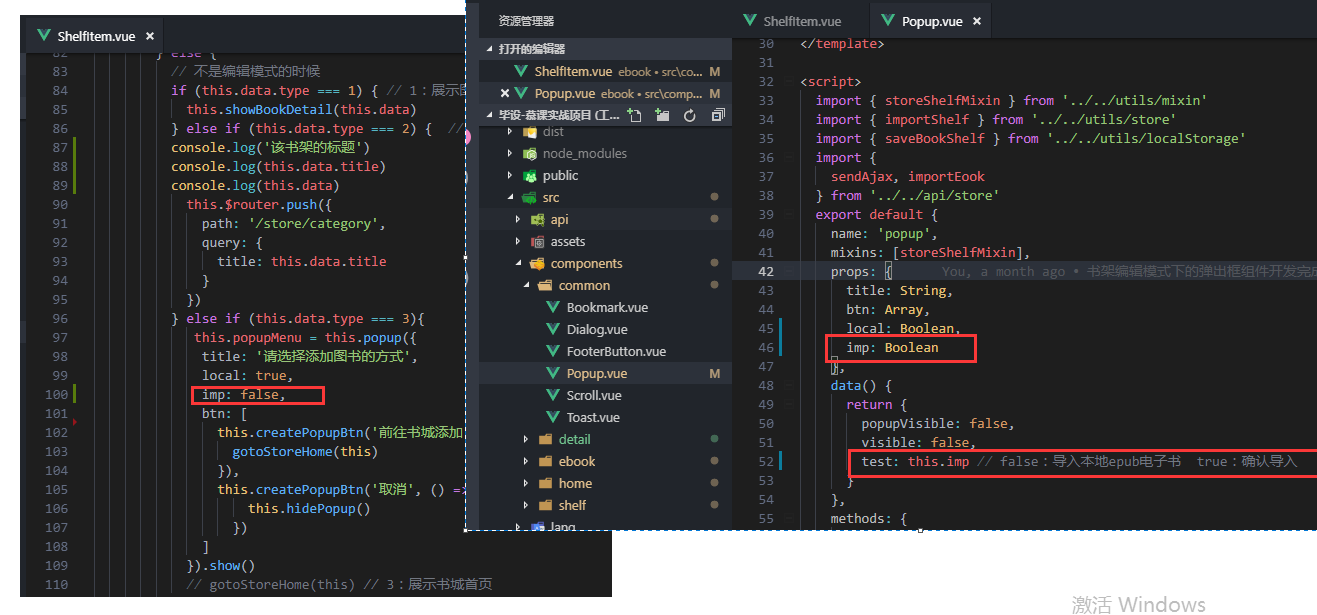 ShelfItem.vue ×
82 } else {
83 // 不是编辑模式的时候
84 if (this.data.type === 1) { // 1：展示
85 this.showBookDetail(this.data)
86 } else if (this.data.type === 2) { //
87 console.log('该书架的标题')
88 console.log(this.data.title)
89 console.log(this.data)
90 this.$router.push({
91 path: '/store/category',
92 query: {
93 title: this.data.title
94 }
95 })
96 } else if (this.data.type === 3){
97 this.popupMenu = this.popup({
98 title: '请选择添加图书的方式',
99 local: true,
100 imp: false,
101 btn: [
102 this.createPopupBtn('前往书城添加
103 gotoStoreHome(this)
104 }),
105 this.createPopupBtn('取消', () =>
106 this.hidePopup()
107 })
108 ]
109 }).show()
110 // gotoStoreHome(this) // 3：展示书城首页
资源管理器
打开的编辑器
ShelfItem.vue ebook • src\co... M
× Popup.vue ebook • src\comp... M
毕设-慕课实战项目 (工...
dist
node_modules
public
src
api
assets
components
common
Bookmark.vue
Dialog.vue
FooterButton.vue
Popup.vue M
Scroll.vue
Toast.vue
detail
ebook
home
shelf
lang
ShelfItem.vue
Popup.vue ×
30 </template>
31
32 <script>
33 import { storeShelfMixin } from '../../utils/mixin'
34 import { importShelf } from '../../utils/store'
35 import { saveBookShelf } from '../../utils/localStorage'
36 import {
37 sendAjax, importEook
38 } from '../../api/store'
39 export default {
40 name: 'popup',
41 mixins: [storeShelfMixin],
42 props: { You, a month ago • 书架编辑模式下的弹出框组件开发完成
43 title: String,
44 btn: Array,
45 local: Boolean,
46 imp: Boolean
47 },
48 data() {
49 return {
50 popupVisible: false,
51 visible: false,
52 test: this.imp // false：导入本地epub电子书 true：确认导入
53 }
54 },
55 methods: {
激活 Windows